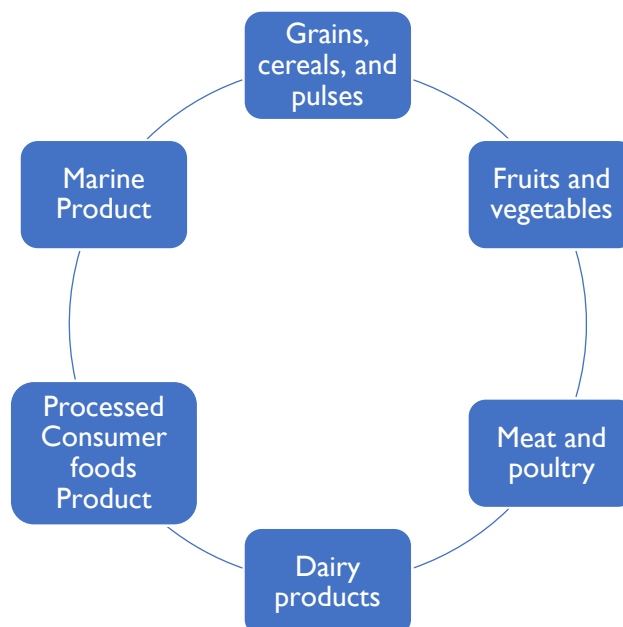 Grains,
cereals, and
pulses
Fruits and
vegetables
Meat and
poultry
Dairy
products
Processed
Consumer
foods
Product
Marine
Product